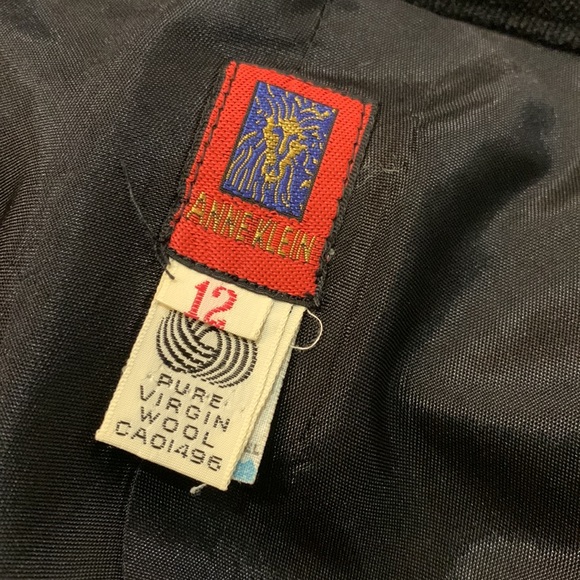 ANNE KLEIN
12
PURE
VIRGIN
WOOL
CA01496